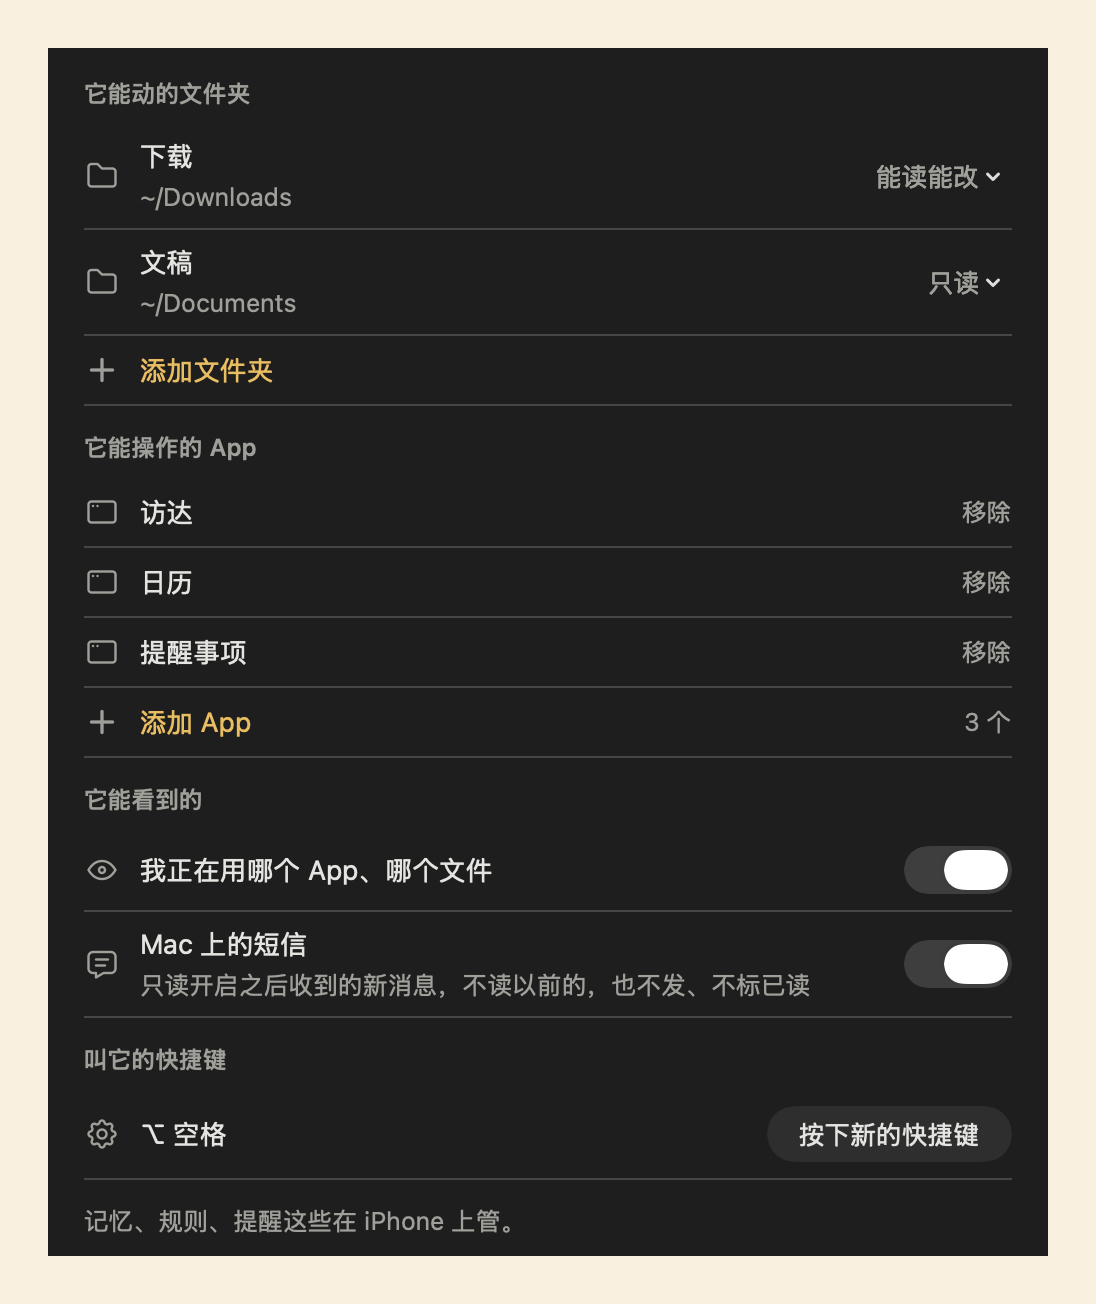 它能动的文件夹
下载
~/Downloads
能读能改
文稿
~/Documents
只读
添加文件夹
它能操作的 App
访达
移除
日历
移除
提醒事项
移除
添加 App
3 个
它能看到的
我正在用哪个 App、哪个文件
Mac 上的短信
只读开启之后收到的新消息，不读以前的，也不发、不标已读
叫它的快捷键
⌥ 空格
按下新的快捷键
记忆、规则、提醒这些在 iPhone 上管。